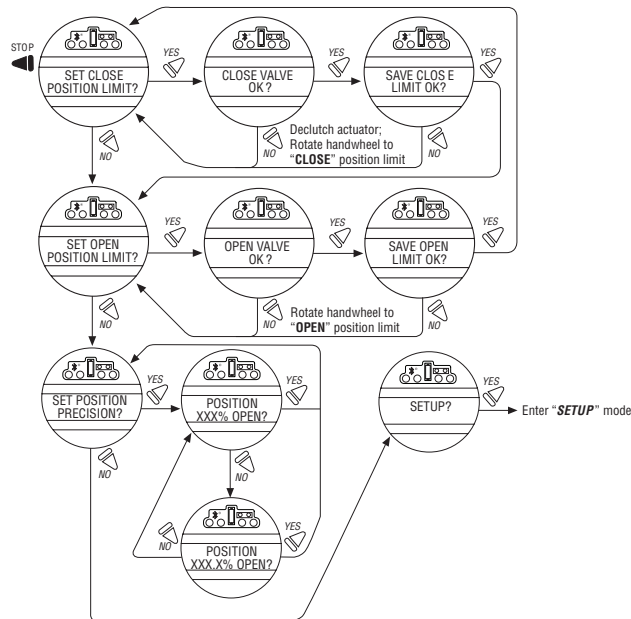 STOP
YES
YES
YES
SET CLOSE
POSITION LIMIT?
CLOSE VALVE
OK?
SAVE CLOS E
LIMIT OK?
NO
NO
Declutch actuator;
Rotate handwheel to
“CLOSE” position limit
NO
YES
YES
YES
SET OPEN
POSITION LIMIT?
OPEN VALVE
OK?
SAVE OPEN
LIMIT OK?
NO
NO
Rotate handwheel to
“OPEN” position limit
NO
YES
YES
YES
SET POSITION
PRECISION?
POSITION
XXX% OPEN?
SETUP?
Enter “SETUP” mode
NO
NO
NO
YES
POSITION
XXX.X% OPEN?